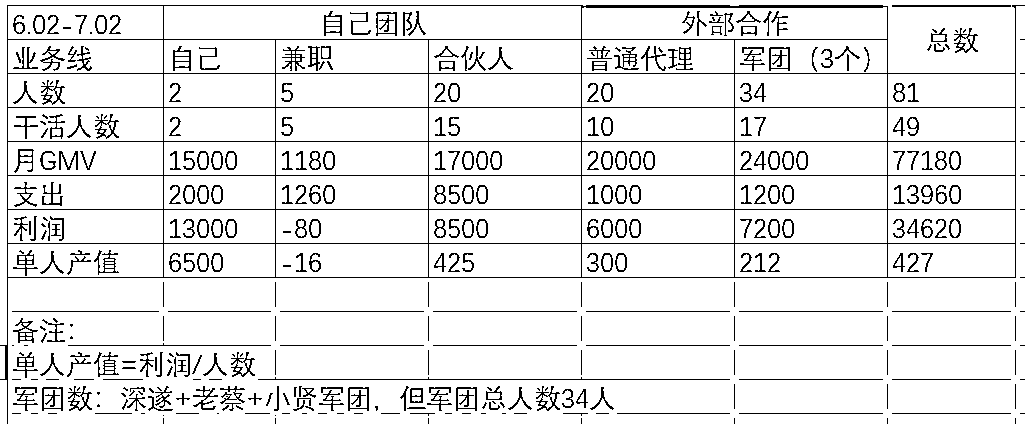 6.02-7.02 自己团队 外部合作 总数
业务线 自己 兼职 合伙人 普通代理 军团（3个）
人数 2 5 20 20 34 81
干活人数 2 5 15 10 17 49
月GMV 15000 1180 17000 20000 24000 77180
支出 2000 1260 8500 1000 1200 13960
利润 13000 -80 8500 6000 7200 34620
单人产值 6500 -16 425 300 212 427
备注：
单人产值=利润/人数
军团数：深遂+老蔡+小贤军团，但军团总人数34人